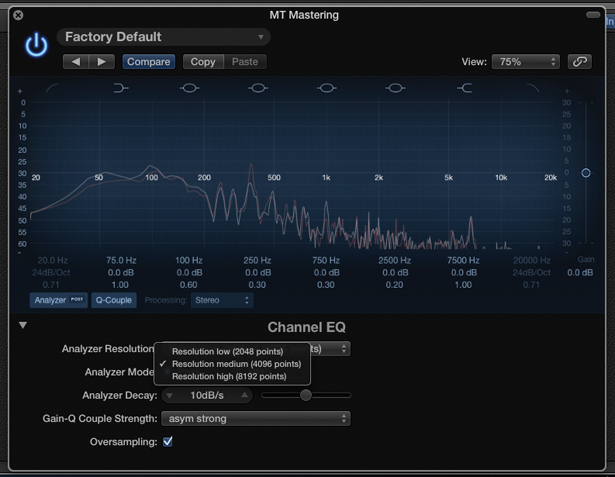 MT Mastering
In
Factory Default
Compare Copy Paste View: 75%
+ +
0 30
5 25
10 20
15 15
20 10
25 5
30 20 50 100 200 500 1k 2k 5k 10k 20k 0
35 5
40 10
45 15
50 20
55 25
60 30
- -
20.0 Hz 75.0 Hz 100 Hz 250 HZ 750 Hz 2500 Hz 7500 Hz 20000 Hz Gain
24dB/Oct 0.0 dB 0.0 dB 0.0 dB 0.0 dB 0.0 dB 0.0 dB 24dB/Oct 0.0 dB
0.71 1.00 0.60 0.30 0.30 0.20 1.00 0.71
Analyzer POST Q-Couple Processing: Stereo
Channel EQ
Analyzer Resolution ts)
Resolution low (2048 points)
✓ Resolution medium (4096 points)
Resolution high (8192 points)
Analyzer Mode
Analyzer Decay: 10dB/s
Gain-Q Couple Strength: asym strong
Oversampling: